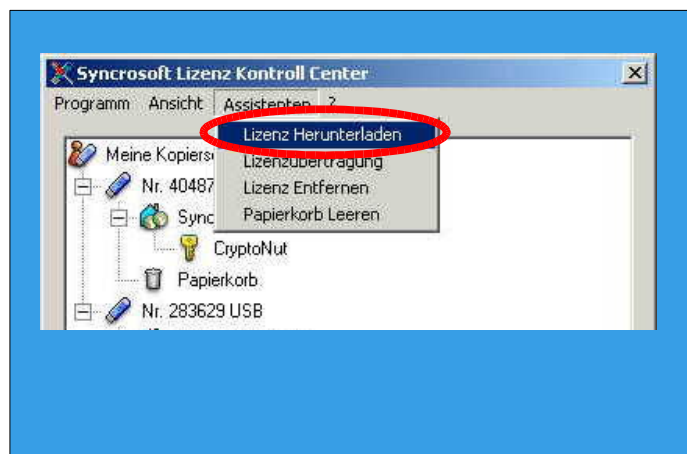 Syncrosoft Lizenz Kontroll Center
Programm Ansicht Assistenten ?
Lizenz Herunterladen
Meine Kopiers
Lizenzübertragung
Nr. 40487
Lizenz Entfernen
Sync
Papierkorb Leeren
CryptoNut
Papierkorb
Nr. 283629 USB